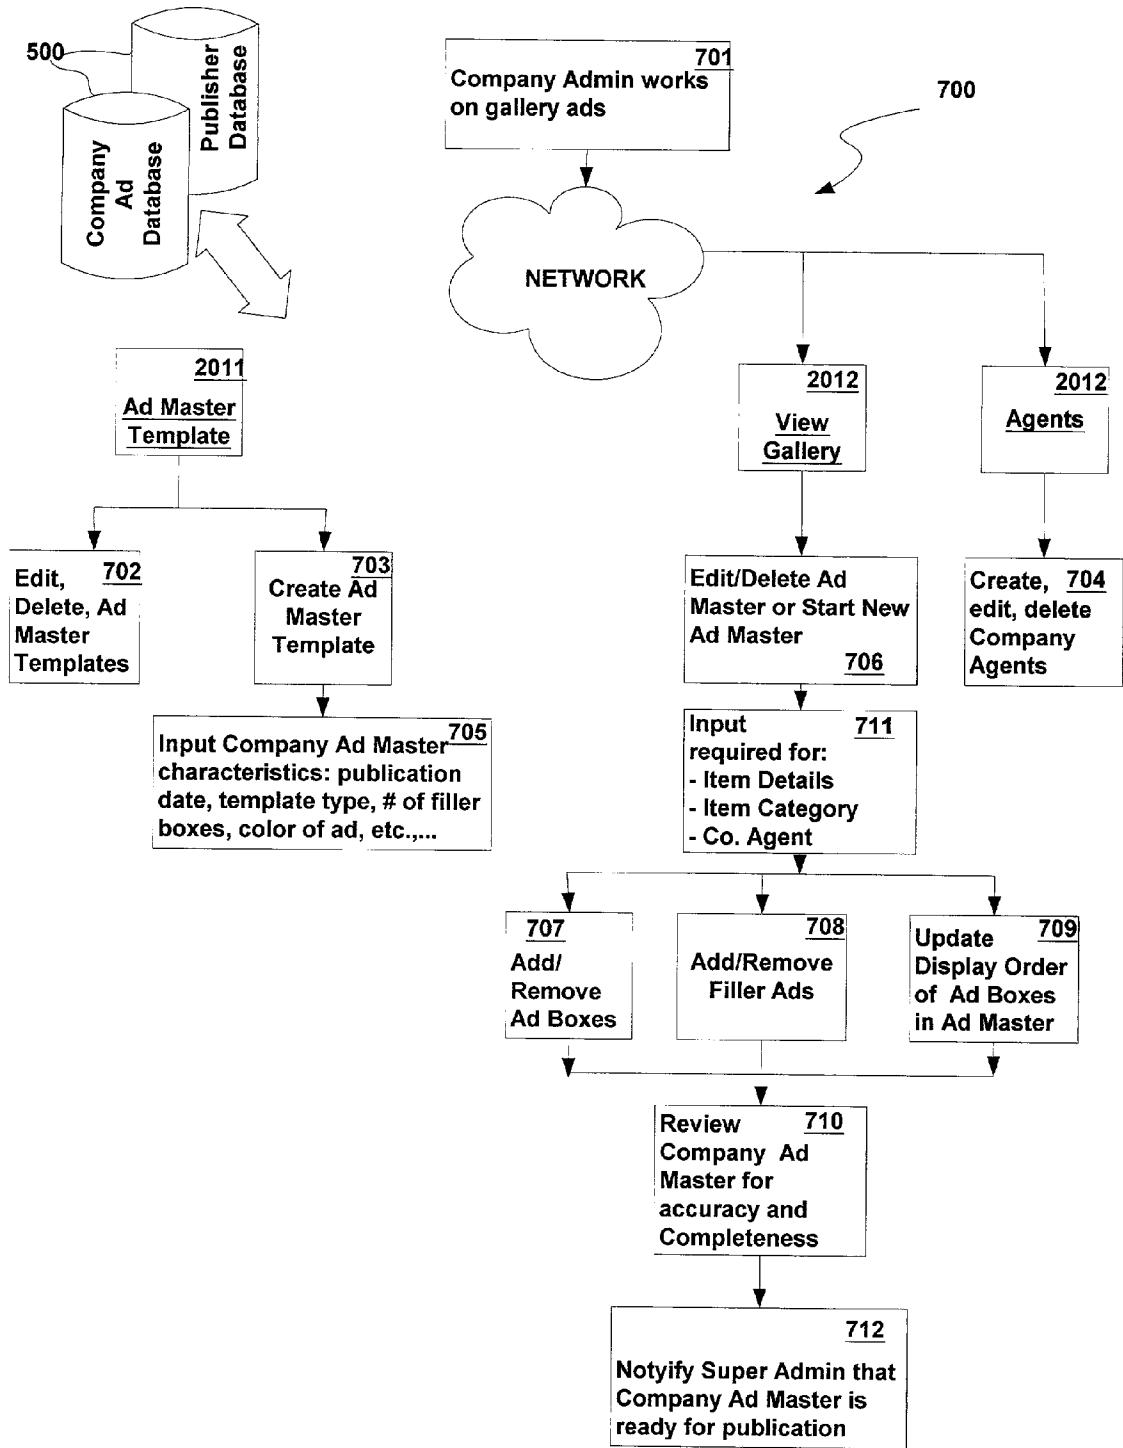 500
Publisher
Database
Company
Ad
Database
701
Company Admin works
on gallery ads
700
NETWORK
2011
Ad Master
Template
2012
View
Gallery
2012
Agents
702
Edit,
Delete, Ad
Master
Templates
703
Create Ad
Master
Template
Edit/Delete Ad
Master or Start New
Ad Master
706
Create, 704
edit, delete
Company
Agents
705
Input Company Ad Master
characteristics: publication
date, template type, # of filler
boxes, color of ad, etc.,...
Input 711
required for:
- Item Details
- Item Category
- Co. Agent
707
Add/
Remove
Ad Boxes
708
Add/Remove
Filler Ads
709
Update
Display Order
of Ad Boxes
in Ad Master
Review 710
Company Ad
Master for
accuracy and
Completeness
712
Notyify Super Admin that
Company Ad Master is
ready for publication